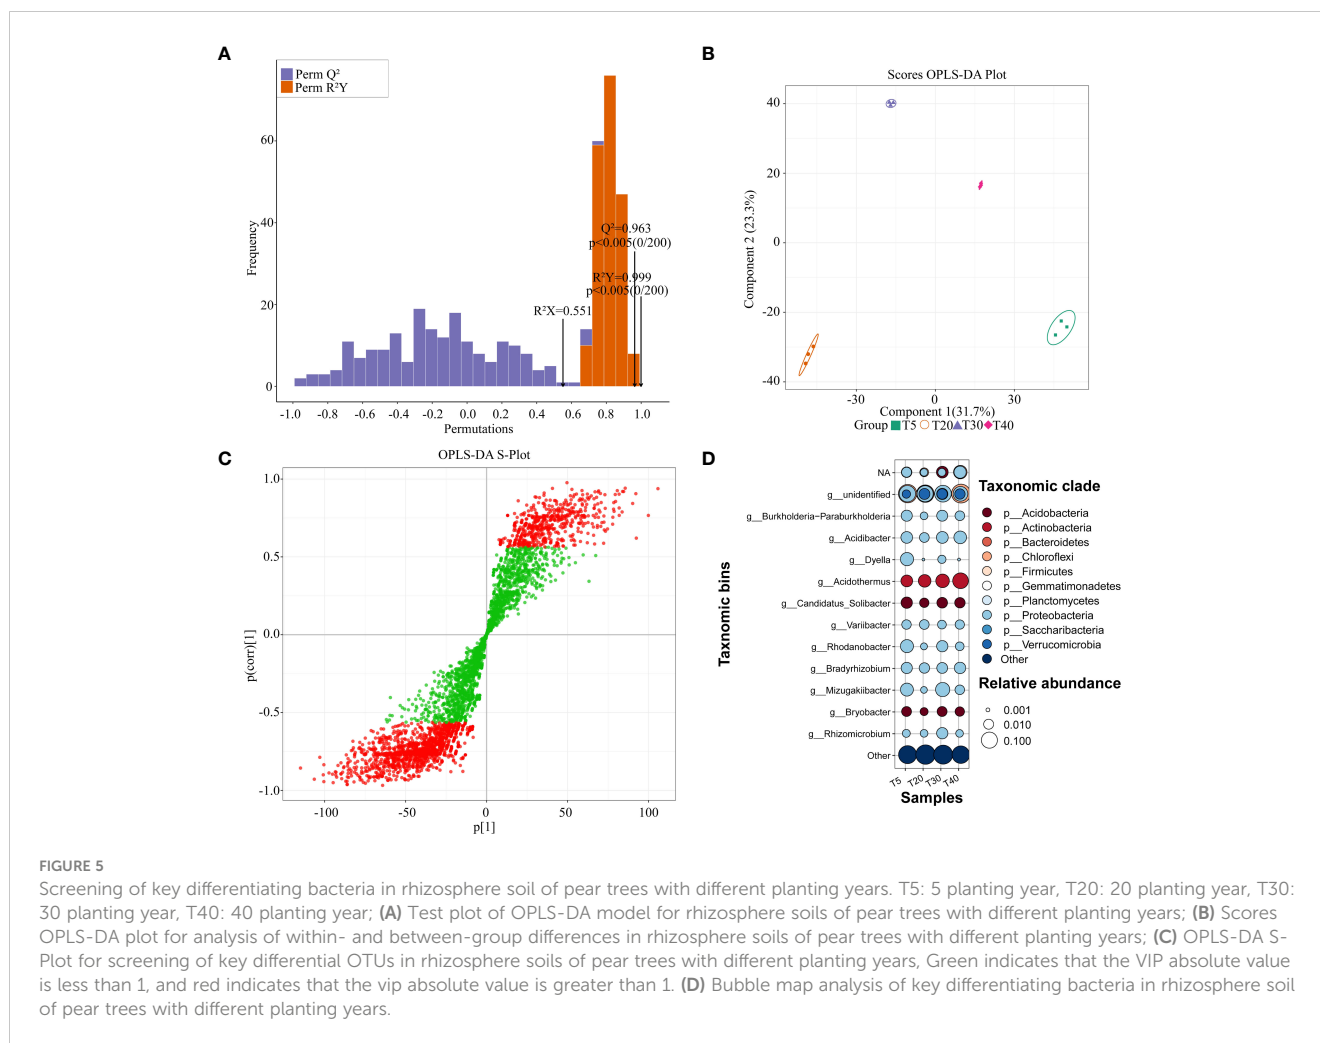 A
Perm Q²
Perm R²Y
Frequency
60
40
20
0
Q²=0.963
p<0.005(0/200)
R²Y=0.999
p<0.005(0/200)
R²X=0.551
-1.0 -0.8 -0.6 -0.4 -0.2 0.0 0.2 0.4 0.6 0.8 1.0
Permutations
B
Scores OPLS-DA Plot
Component 2 (23.3%)
40
20
0
-20
-40
-30 0 30
Component 1(31.7%)
Group T5 T20 T30 T40
C
OPLS-DA S-Plot
p(corr)[1]
1.0
0.5
0.0
-0.5
-1.0
-100 -50 0 50 100
p[1]
D
Taxnomic bins
NA
g__unidentified
g__Burkholderia-Paraburkholderia
g__Acidibacter
g__Dyella
g__Acidothermus
g__Candidatus_Solibacter
g__Variibacter
g__Rhodanobacter
g__Bradyrhizobium
g__Mizugakiibacter
g__Bryobacter
g__Rhizomicrobium
Other
T5 T20 T30 T40
Samples
Taxonomic clade
p__Acidobacteria
p__Actinobacteria
p__Bacteroidetes
p__Chloroflexi
p__Firmicutes
p__Gemmatimonadetes
p__Planctomycetes
p__Proteobacteria
p__Saccharibacteria
p__Verrucomicrobia
Other
Relative abundance
0.001
0.010
0.100
FIGURE 5
Screening of key differentiating bacteria in rhizosphere soil of pear trees with different planting years. T5: 5 planting year, T20: 20 planting year, T30:
30 planting year, T40: 40 planting year; (A) Test plot of OPLS-DA model for rhizosphere soils of pear trees with different planting years; (B) Scores
OPLS-DA plot for analysis of within- and between-group differences in rhizosphere soils of pear trees with different planting years; (C) OPLS-DA S-
Plot for screening of key differential OTUs in rhizosphere soils of pear trees with different planting years, Green indicates that the VIP absolute value
is less than 1, and red indicates that the vip absolute value is greater than 1. (D) Bubble map analysis of key differentiating bacteria in rhizosphere soil
of pear trees with different planting years.